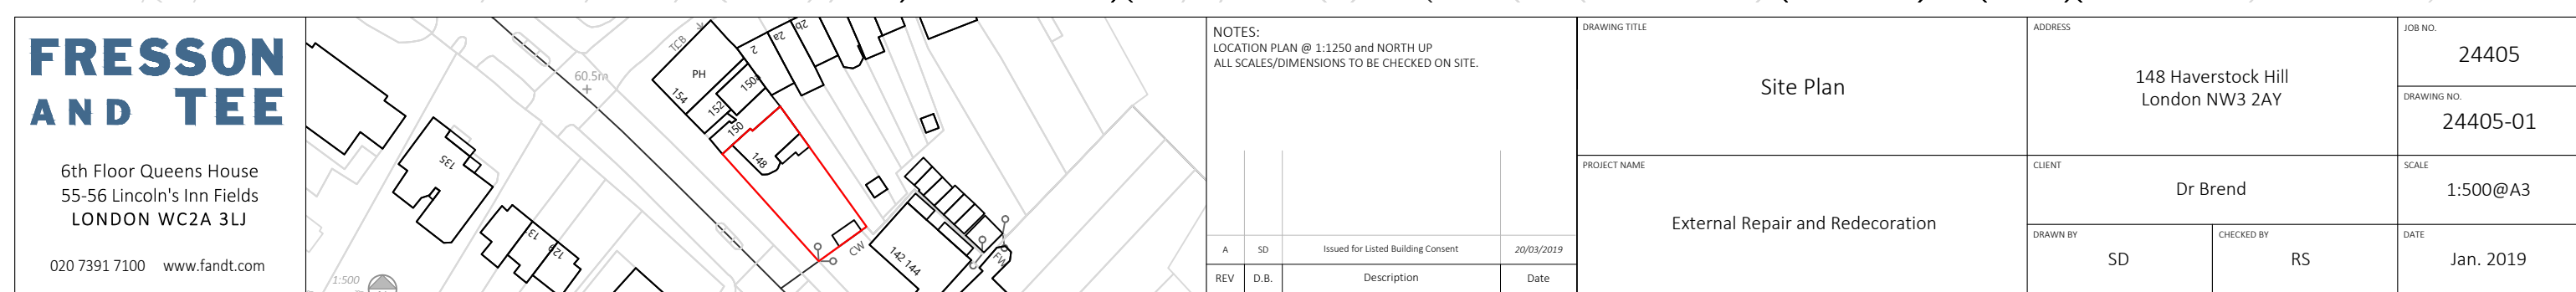 FRESSON
AND TEE
6th Floor Queens House
55-56 Lincoln's Inn Fields
LONDON WC2A 3LJ
020 7391 7100 www.fandt.com
TCB
60.5m
PH
154
152
150a
150
148
2
2a
2b
135
131
129
142 144
CW
FW
1:500
NOTES:
LOCATION PLAN @ 1:1250 and NORTH UP
ALL SCALES/DIMENSIONS TO BE CHECKED ON SITE.
A SD Issued for Listed Building Consent 20/03/2019
REV D.B. Description Date
DRAWING TITLE
Site Plan
PROJECT NAME
External Repair and Redecoration
ADDRESS
148 Haverstock Hill
London NW3 2AY
CLIENT
Dr Brend
DRAWN BY
SD
CHECKED BY
RS
JOB NO.
24405
DRAWING NO.
24405-01
SCALE
1:500@A3
DATE
Jan. 2019